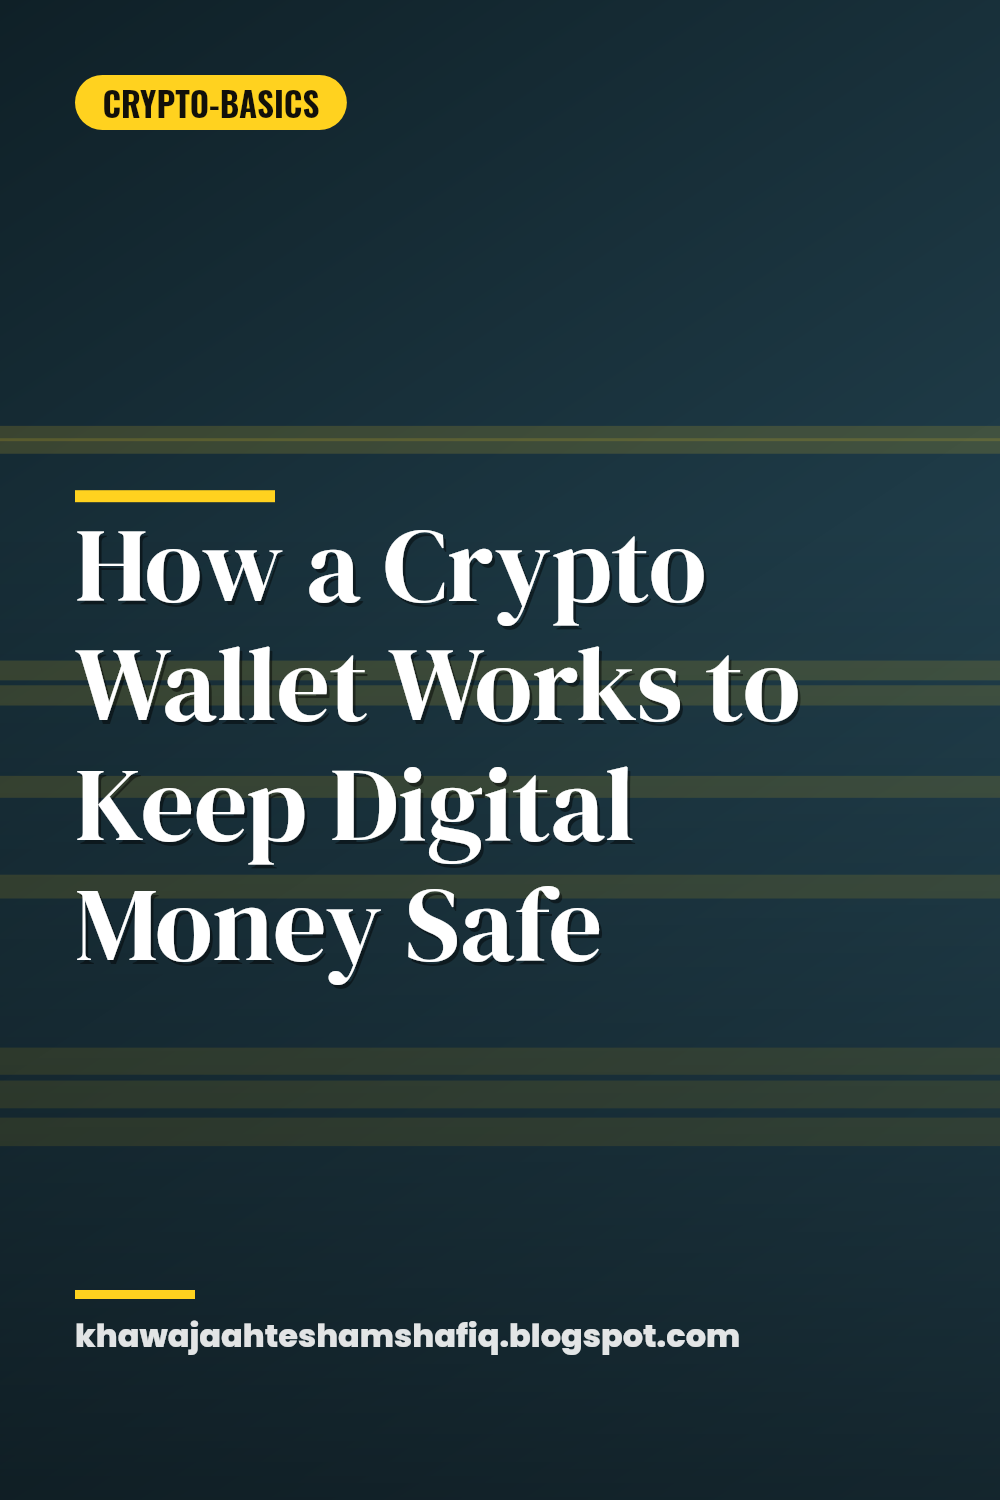 CRYPTO-BASICS
How a Crypto
Wallet Works to
Keep Digital
Money Safe
khawajaahteshamshafiq.blogspot.com